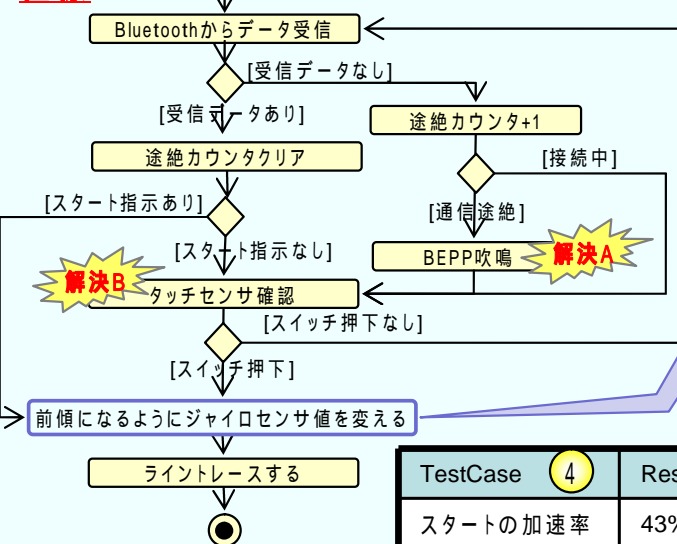 Bluetoothからデータ受信
[受信データなし]
[受信データあり]
途絶カウンタ+1
途絶カウンタクリア
[接続中]
[スタート指示あり]
[通信途絶]
[スタート指示なし]
BEPP吹鳴
解決A
解決B
タッチセンサ確認
[スイッチ押下なし]
[スイッチ押下]
前傾になるようにジャイロセンサ値を変える
ライントレースする
TestCase 4 Res
スタートの加速率 43%